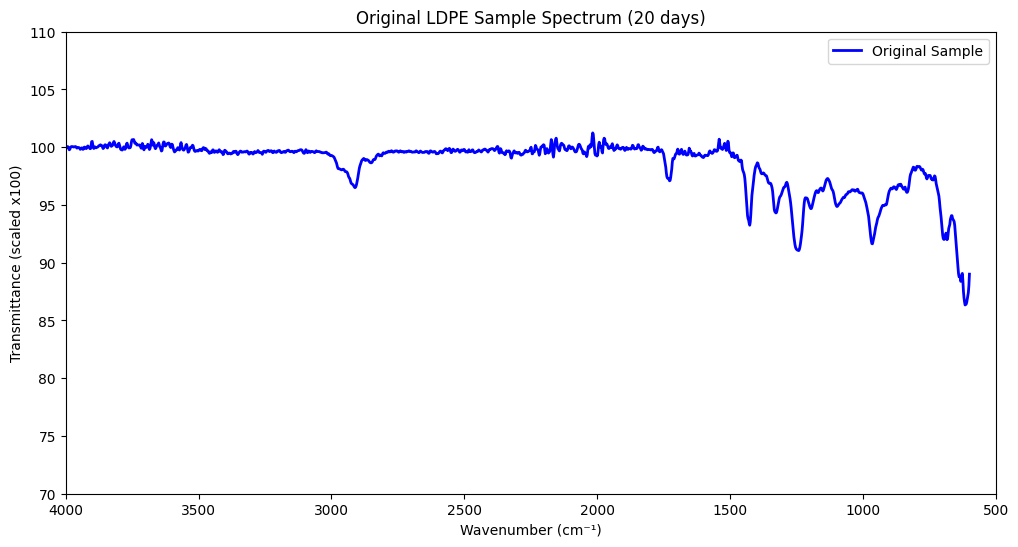 Original LDPE Sample Spectrum (20 days)
Original Sample
110
105
100
95
90
85
80
75
70
Transmittance (scaled x100)
4000 3500 3000 2500 2000 1500 1000 500
Wavenumber (cm⁻¹)